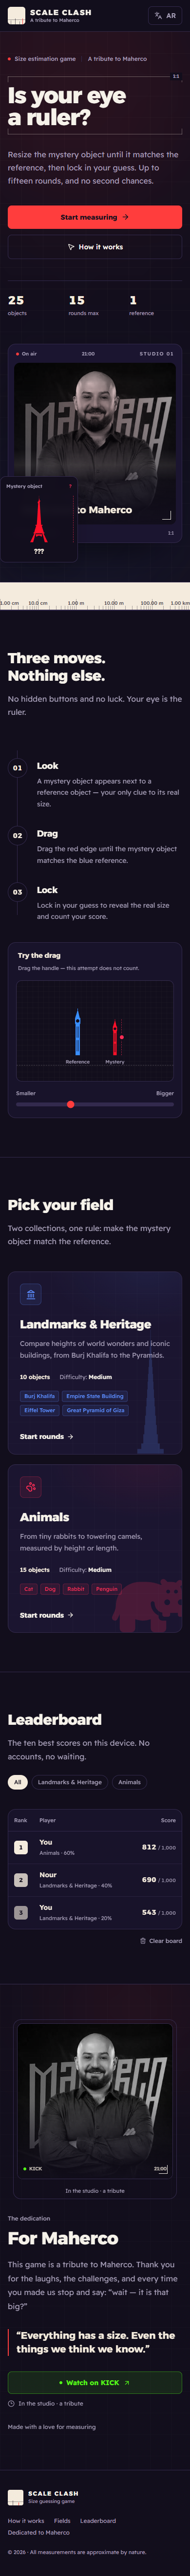 SCALE CLASH
A tribute to Maherco
AR
Size estimation game A tribute to Maherco
1:1
Is your eye
a ruler?
Resize the mystery object until it matches the
reference, then lock in your guess. Up to
fifteen rounds, and no second chances.
Start measuring →
How it works
25 15 1
objects rounds max reference
On air 21:00 STUDIO 01
to Maherco
1:1
Mystery object ?
???
1.00 cm 10.0 cm 1.00 m 10.00 m 100.00 m 1.00 km
Three moves.
Nothing else.
No hidden buttons and no luck. Your eye is the
ruler.
01 Look
A mystery object appears next to a
reference object — your only clue to its real
size.
02 Drag
Drag the red edge until the mystery object
matches the blue reference.
03 Lock
Lock in your guess to reveal the real size
and count your score.
Try the drag
Drag the handle — this attempt does not count.
Reference Mystery
Smaller Bigger
Pick your field
Two collections, one rule: make the mystery
object match the reference.
Landmarks & Heritage
Compare heights of world wonders and iconic
buildings, from Burj Khalifa to the Pyramids.
10 objects Difficulty: Medium
Burj Khalifa Empire State Building
Eiffel Tower Great Pyramid of Giza
Start rounds →
Animals
From tiny rabbits to towering camels,
measured by height or length.
15 objects Difficulty: Medium
Cat Dog Rabbit Penguin
Start rounds →
Leaderboard
The ten best scores on this device. No
accounts, no waiting.
All Landmarks & Heritage Animals
Rank Player Score
1 You 812 / 1,000
Animals · 60%
2 Nour 690 / 1,000
Landmarks & Heritage · 40%
3 You 543 / 1,000
Landmarks & Heritage · 20%
Clear board
KICK 21:00
In the studio · a tribute
The dedication
For Maherco
This game is a tribute to Maherco. Thank you
for the laughs, the challenges, and every time
you made us stop and say: “wait — is it that
big?”
“Everything has a size. Even the
things we think we know.”
Watch on KICK ↗
In the studio · a tribute
Made with a love for measuring
SCALE CLASH
Size guessing game
How it works Fields Leaderboard
Dedicated to Maherco
© 2026 · All measurements are approximate by nature.